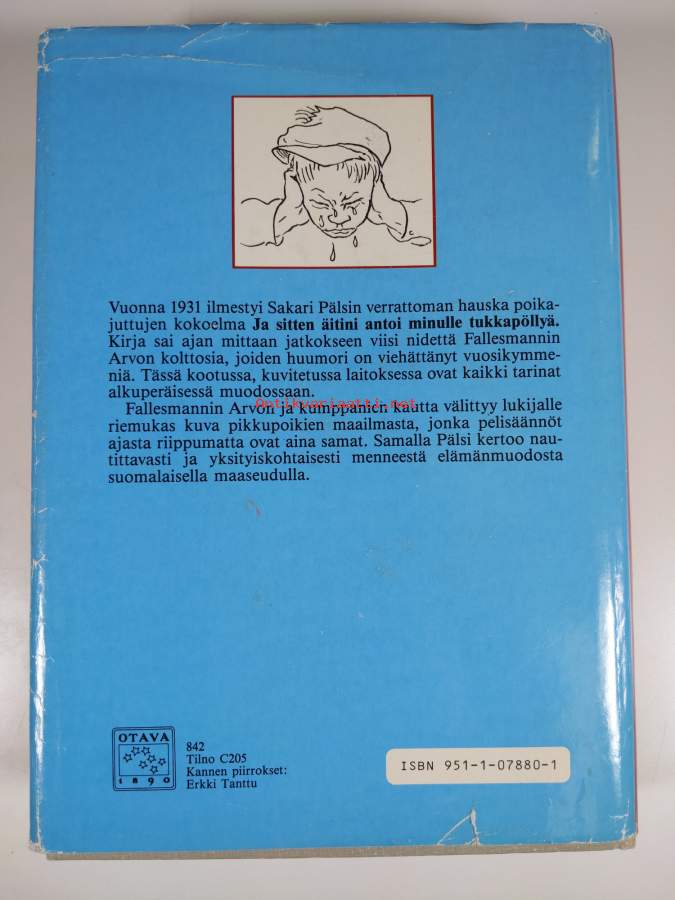 Vuonna 1931 ilmestyi Sakari Pälsin verrattoman hauska poika-
juttujen kokoelma Ja sitten äitini antoi minulle tukkapöllyä.
Kirja sai ajan mittaan jatkokseen viisi nidettä Fallesmannin
Arvon kolttosia, joiden huumori on viehättänyt vuosikymme-
niä. Tässä kootussa, kuvitetussa laitoksessa ovat kaikki tarinat
alkuperäisessä muodossaan.
Antikvariaatti.net
Fallesmannin Arvon ja kumppanien kautta välittyy lukijalle
riemukas kuva pikkupoikien maailmasta, jonka pelisäännöt
ajasta riippumatta ovat aina samat. Samalla Pälsi kertoo nau-
tittavasti ja yksityiskohtaisesti menneestä elämänmuodosta
suomalaisella maaseudulla.
OTAVA
1890
842
Tilno C205
Kannen piirrokset:
Erkki Tanttu
ISBN 951-1-07880-1